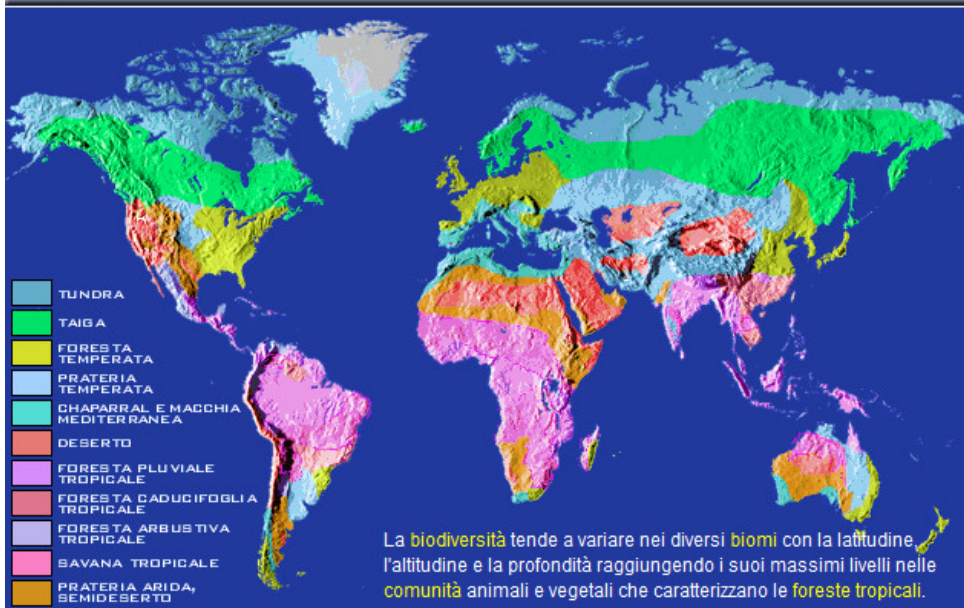 TUNDRA
TAIGA
FORESTA
TEMPERATA
PRATERIA
TEMPERATA
CHAPARRAL E MACCHIA
MEDITERRANEA
DESERTO
FORESTA PLUVIALE
TROPICALE
FORESTA CADUCIFOGLIA
TROPICALE
FORESTA ARBUSTIVA
TROPICALE
SAVANA TROPICALE
PRATERIA ARIDA,
SEMIDESERTO
La biodiversità tende a variare nei diversi biomi con la latitudine,
l'altitudine e la profondità raggiungendo i suoi massimi livelli nelle
comunità animali e vegetali che caratterizzano le foreste tropicali.